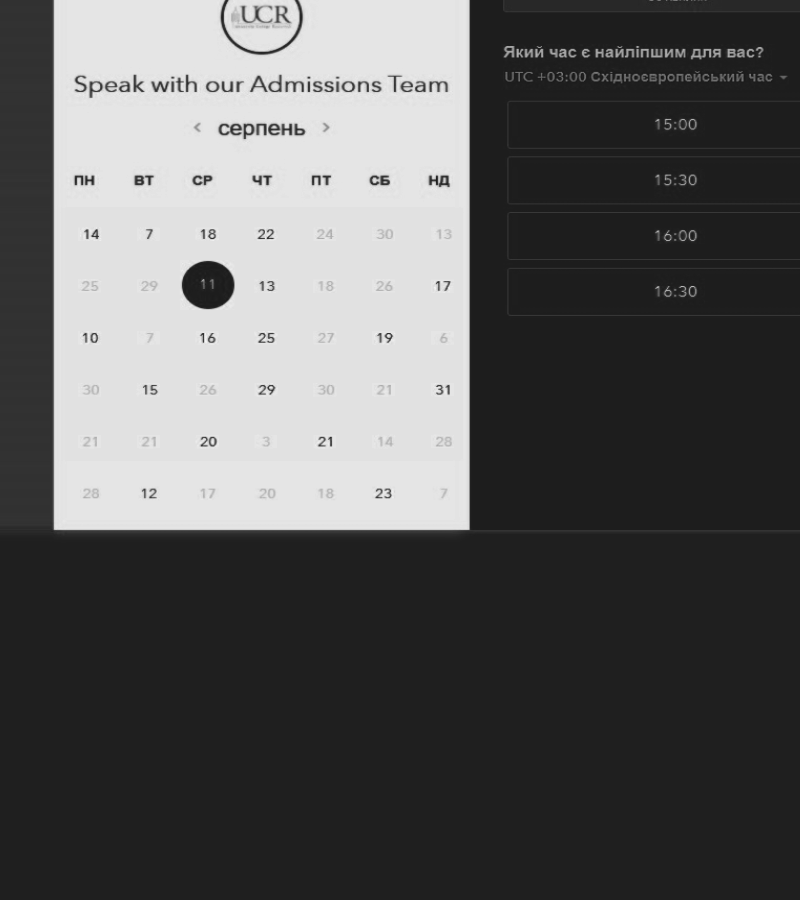 UCR
Speak with our Admissions Team
< серпень >
ПН ВТ СР ЧТ ПТ СБ НД
14 7 18 22 24 30 13
25 29 11 13 18 26 17
10 7 16 25 27 19 6
30 15 26 29 30 21 31
21 21 20 3 21 14 28
28 12 17 20 18 23 7
Який час є найліпшим для вас?
UTC +03:00 Східноєвропейський час
15:00
15:30
16:00
16:30